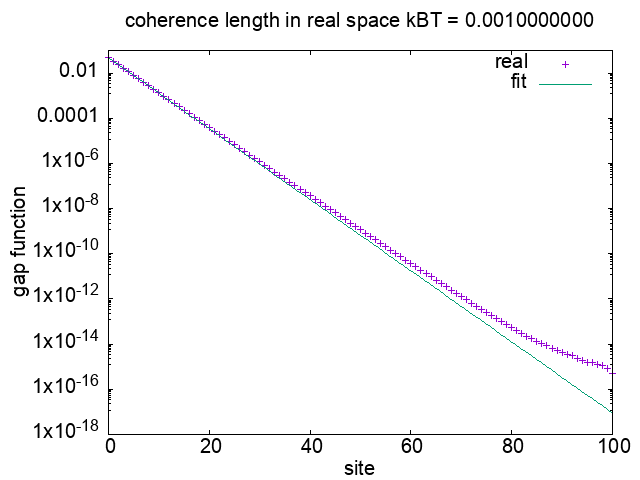 coherence length in real space kBT = 0.0010000000
real
fit
gap function
0.01
0.0001
1x10-6
1x10-8
1x10-10
1x10-12
1x10-14
1x10-16
1x10-18
0 20 40 60 80 100
site